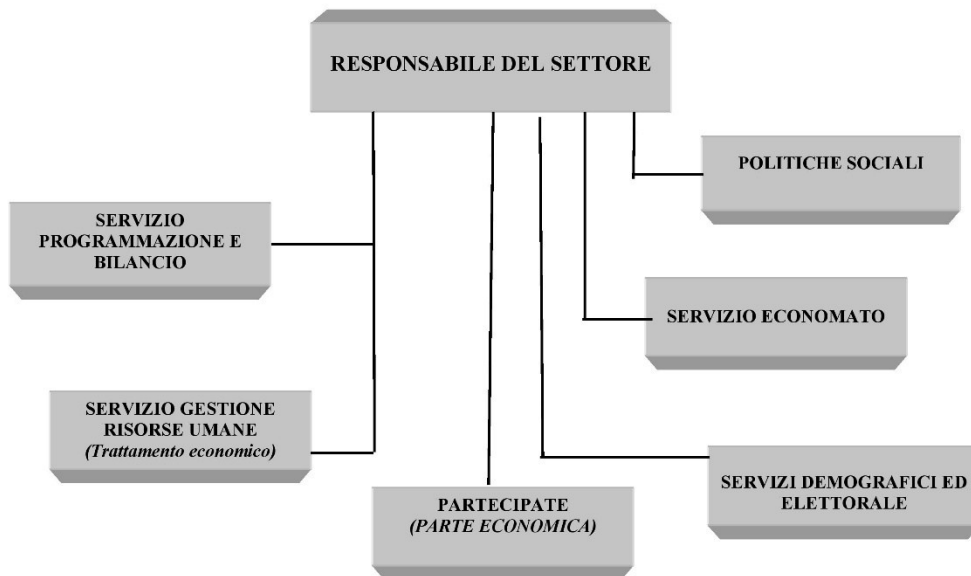 RESPONSABILE DEL SETTORE
POLITICHE SOCIALI
SERVIZIO
PROGRAMMAZIONE E
BILANCIO
SERVIZIO ECONOMATO
SERVIZIO GESTIONE
RISORSE UMANE
(Trattamento economico)
SERVIZI DEMOGRAFICI ED
ELETTORALE
PARTECIPATE
(PARTE ECONOMICA)